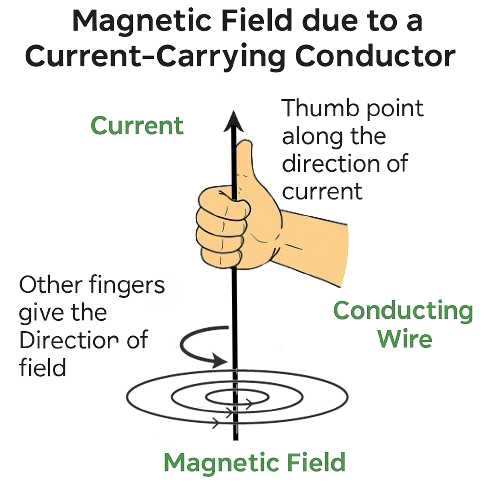 Magnetic Field due to a
Current-Carrying Conductor
Current
Thumb point
along the
direction of
current
Other fingers
give the
Direction of
field
Conducting
Wire
Magnetic Field